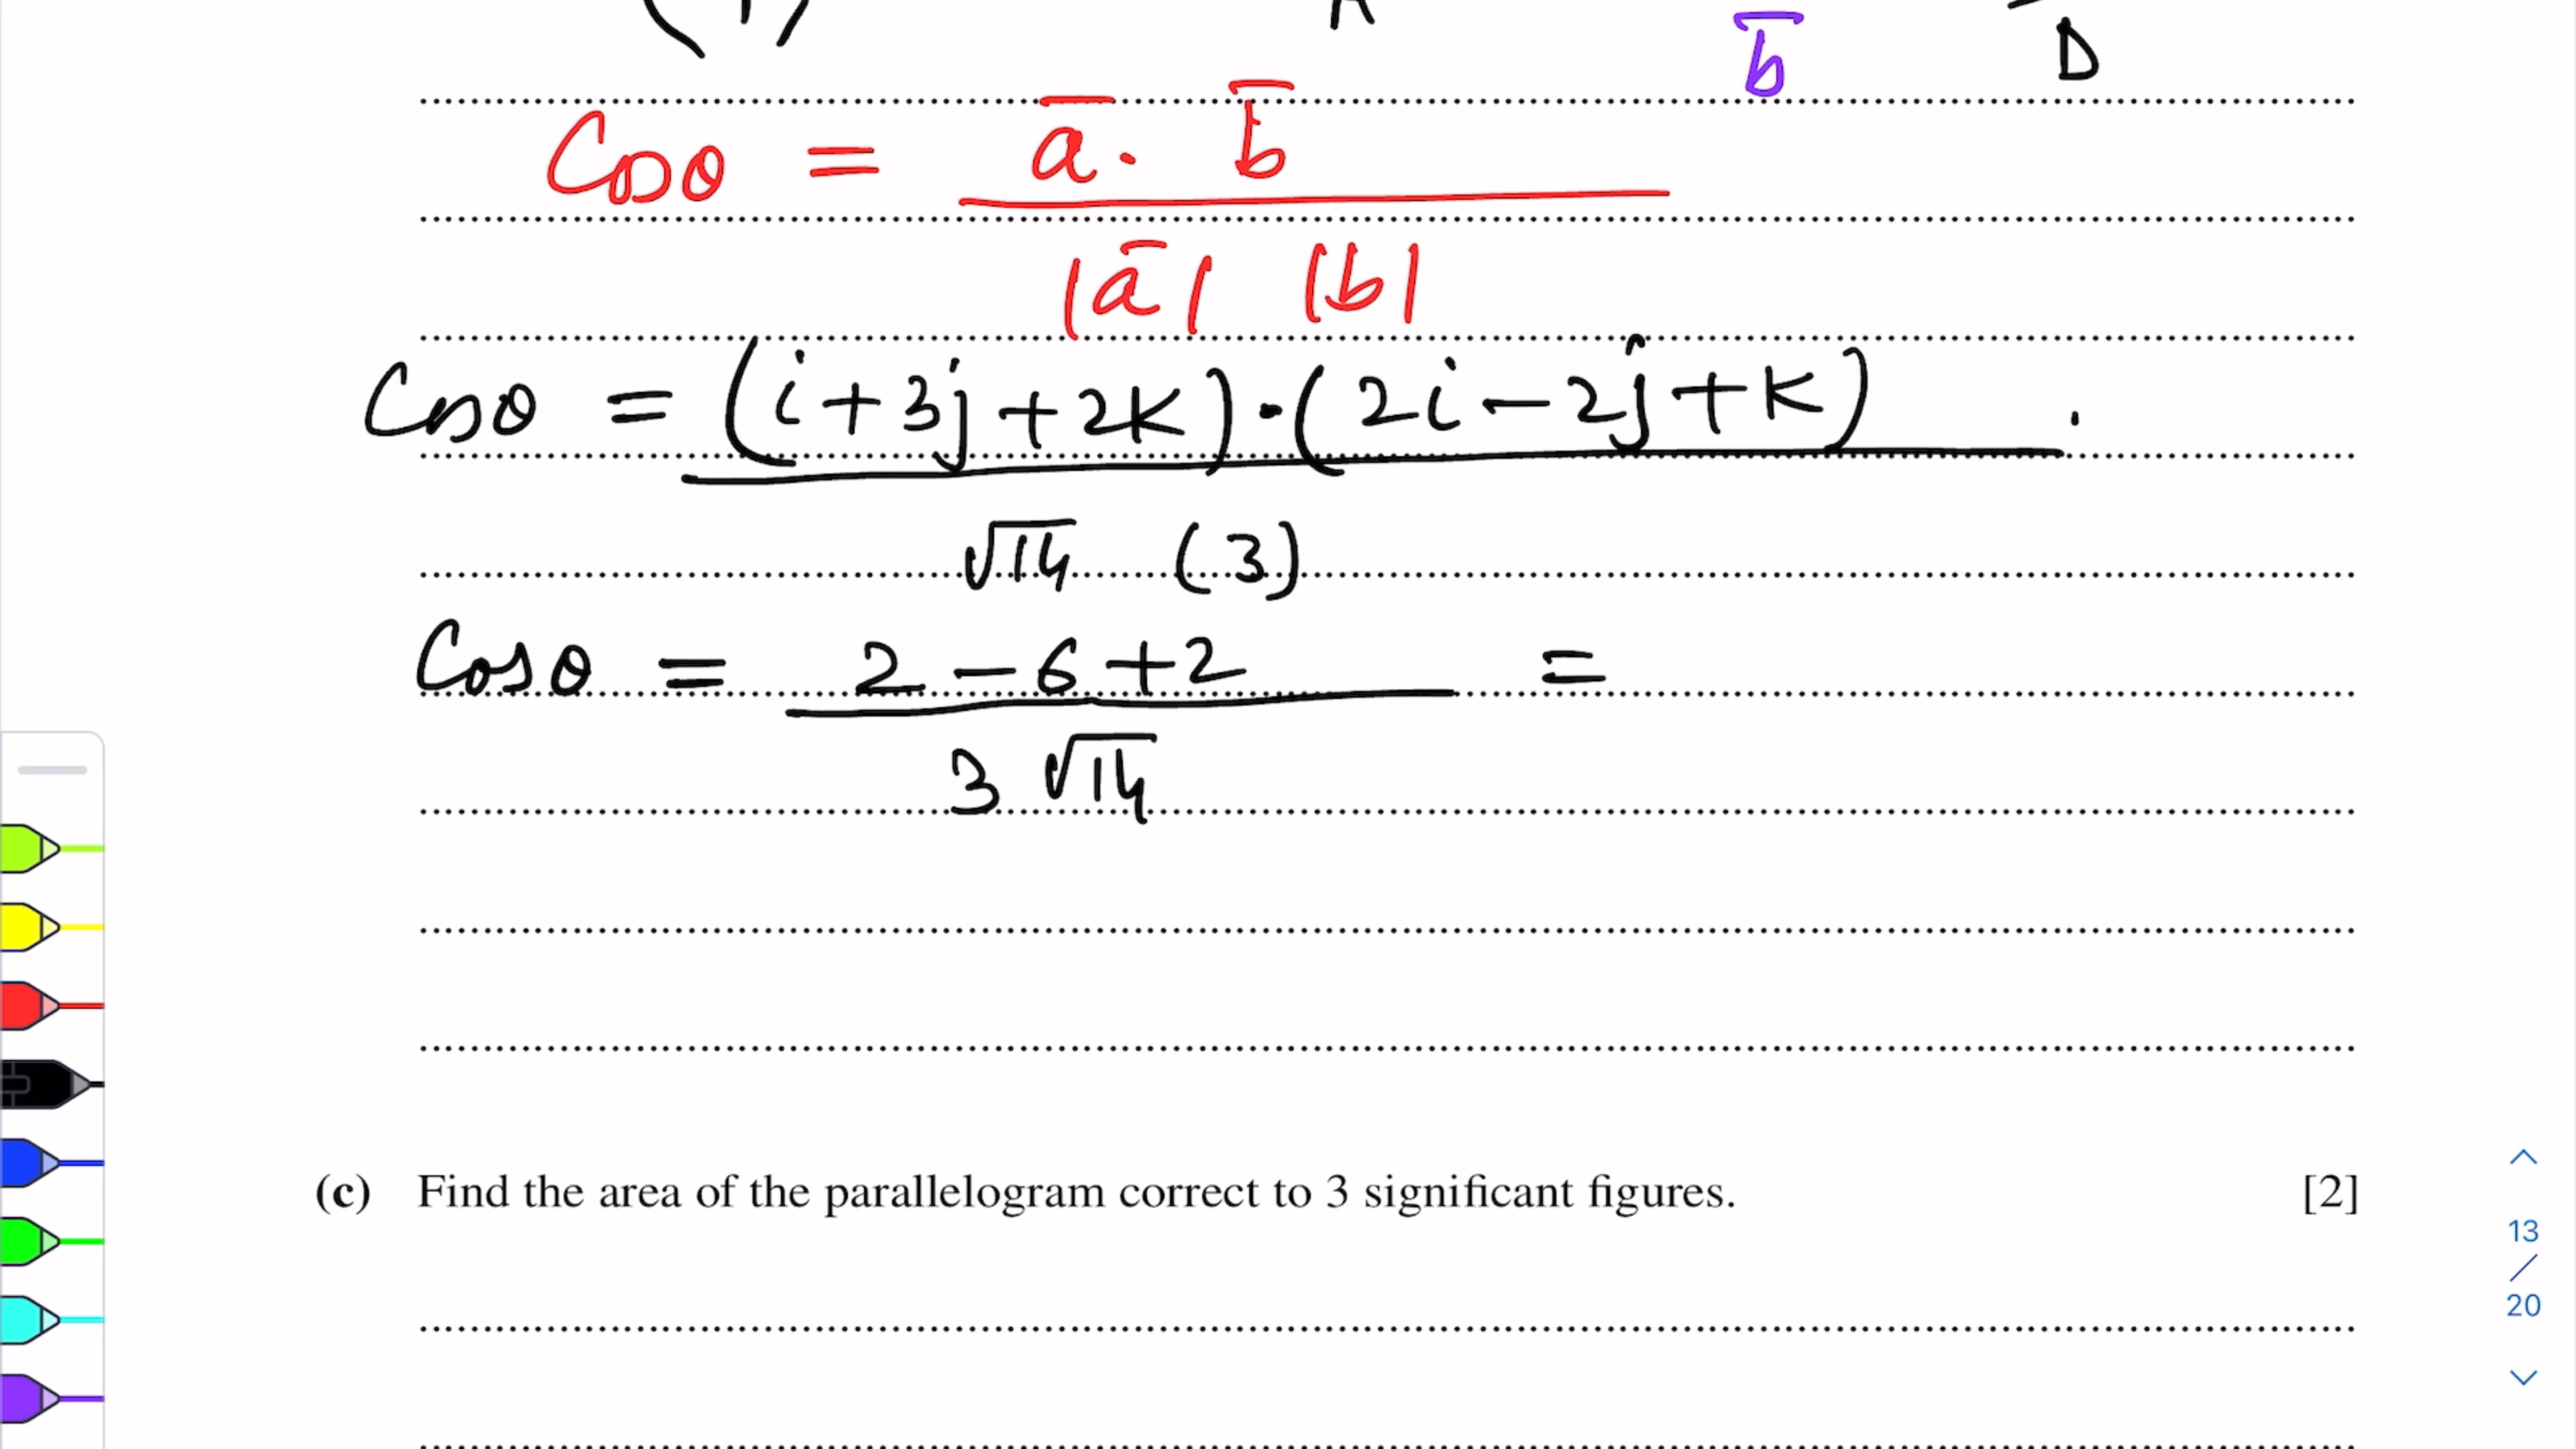 A
b̅
D
Cosθ = a̅ . b̅
|a̅| |b|
Cosθ = (i+3j+2k)·(2i-2j+k) .
√14 (3)
Cosθ = 2 - 6 + 2 =
3 √14
(c) Find the area of the parallelogram correct to 3 significant figures. [2]
13
/
20